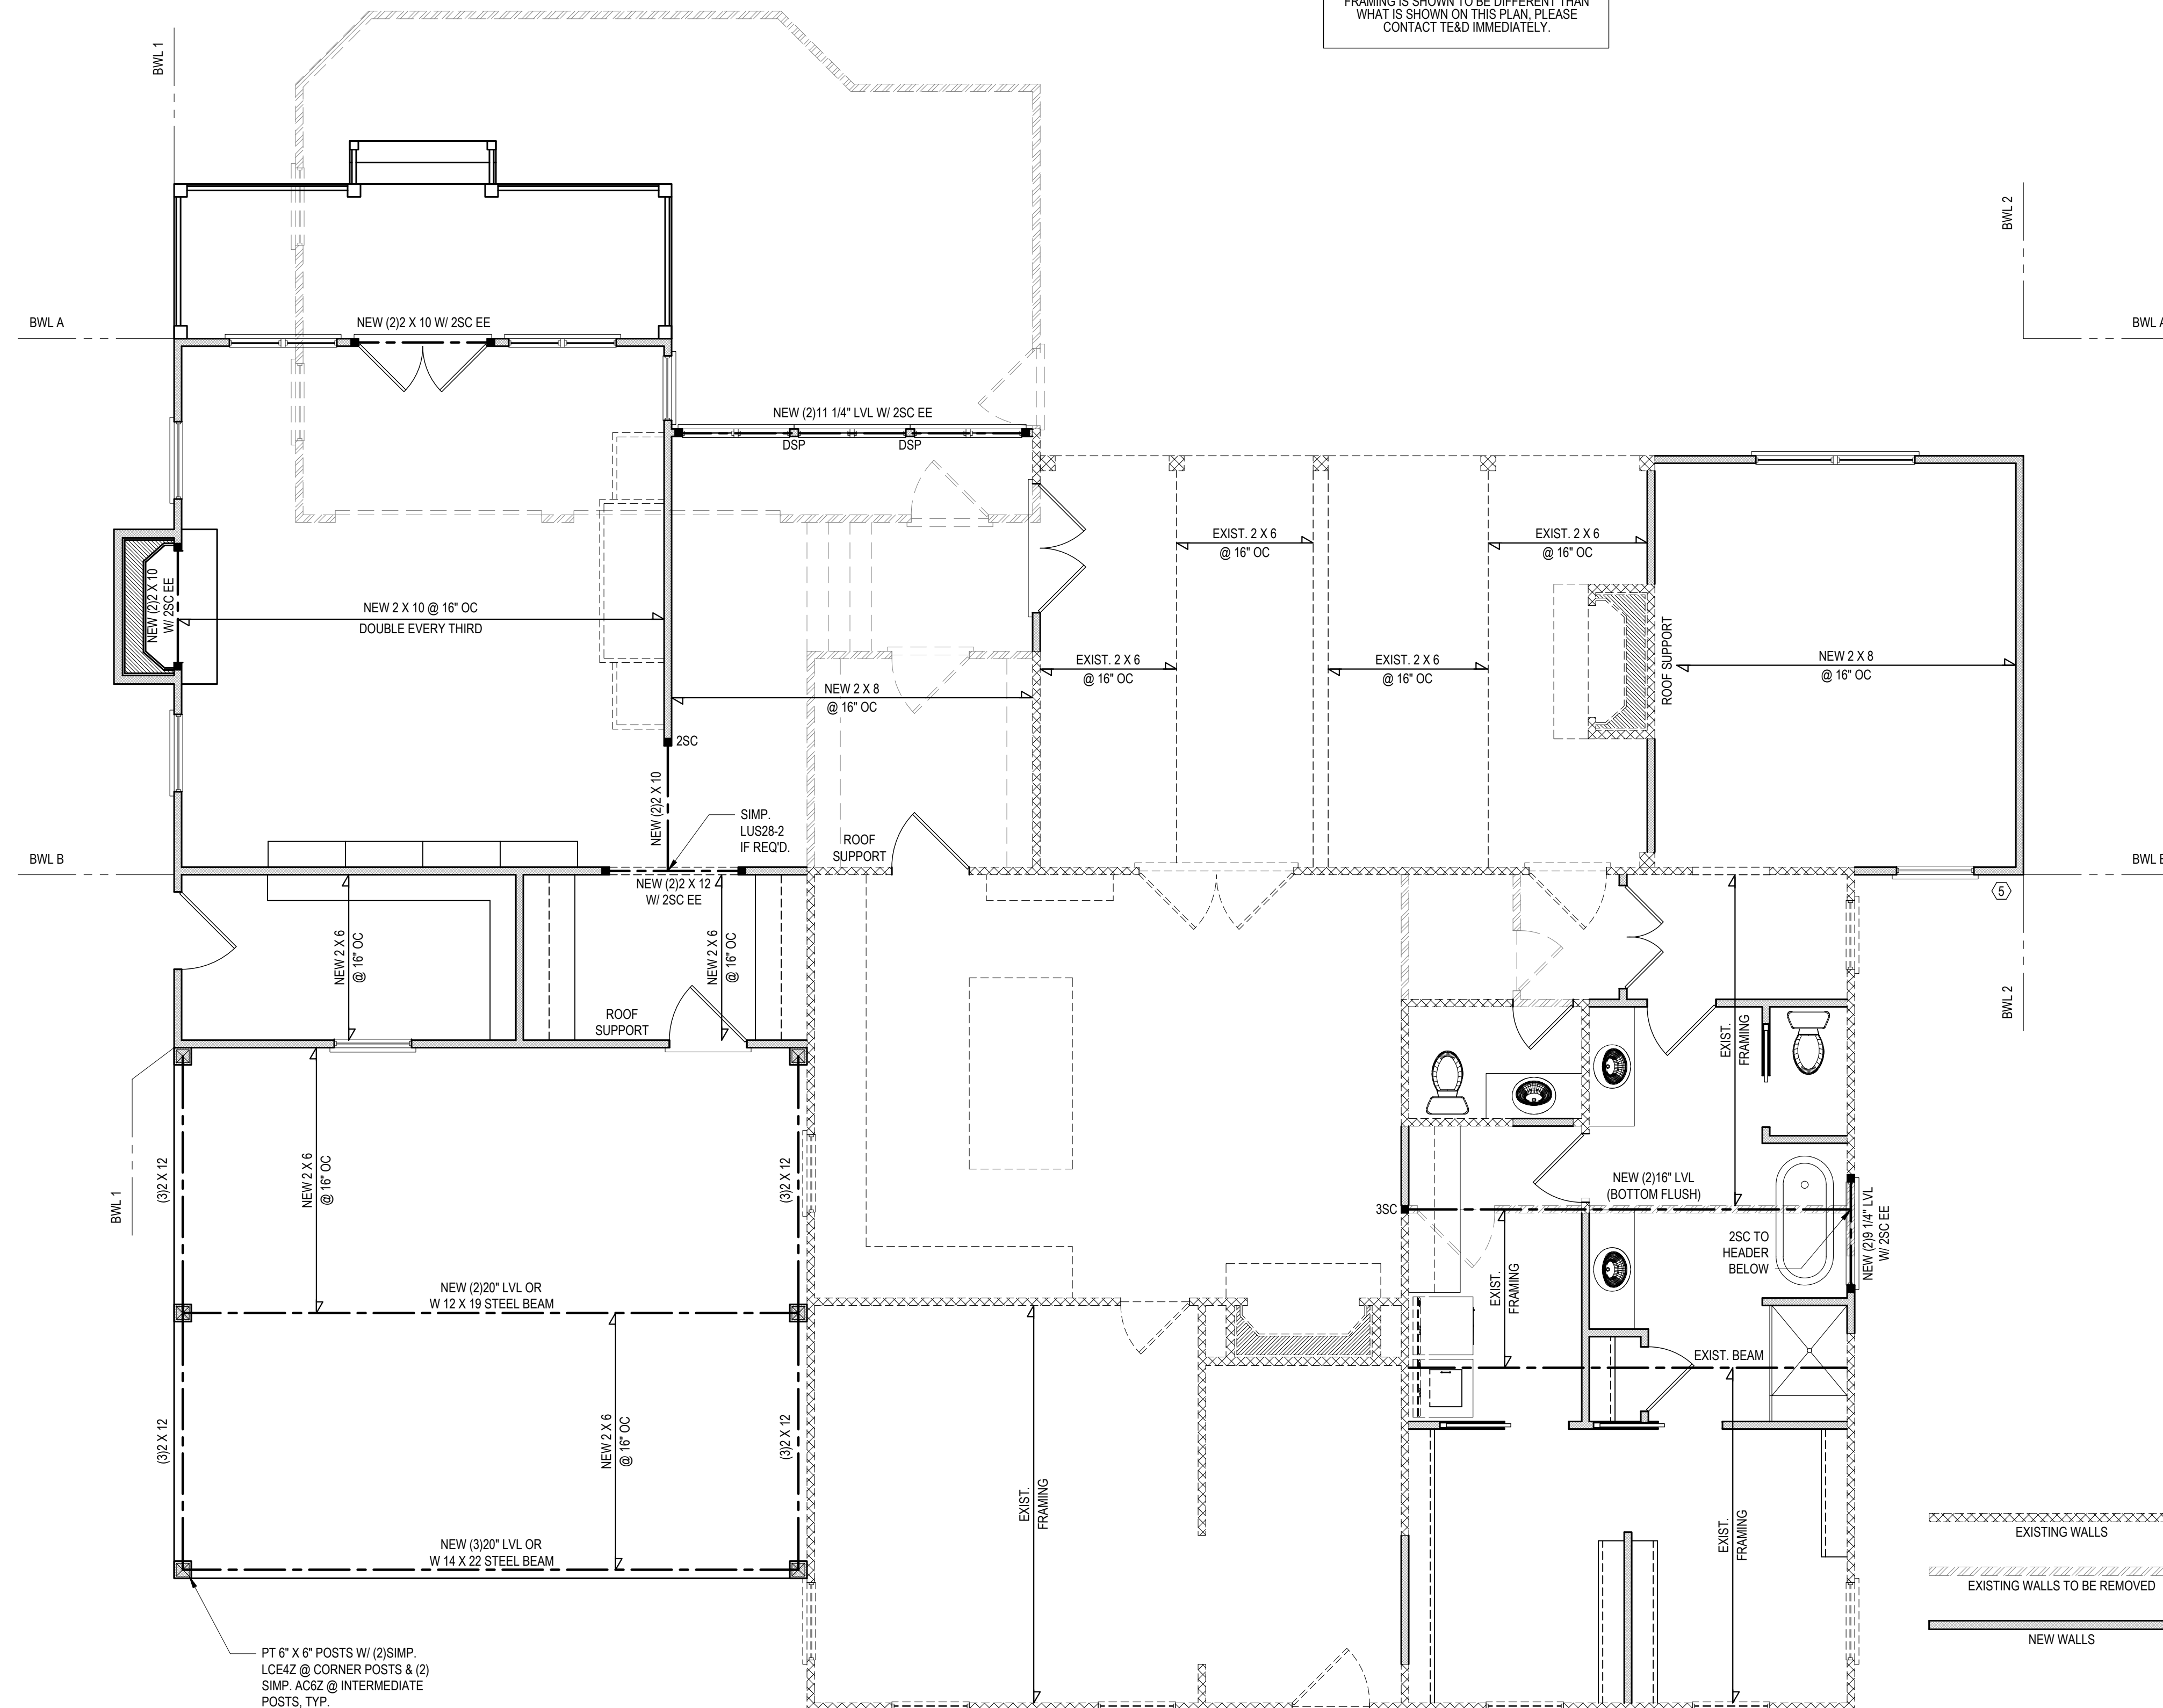 FRAMING IS SHOWN TO BE DIFFERENT THAN
WHAT IS SHOWN ON THIS PLAN, PLEASE
CONTACT TE&D IMMEDIATELY.
BWL 1
BWL 2
BWL A
BWL A
NEW (2)2 X 10 W/ 2SC EE
NEW (2)11 1/4" LVL W/ 2SC EE
DSP
DSP
NEW (2)2 X 10
W/ 2SC EE
NEW 2 X 10 @ 16" OC
DOUBLE EVERY THIRD
EXIST. 2 X 6
@ 16" OC
EXIST. 2 X 6
@ 16" OC
EXIST. 2 X 6
@ 16" OC
EXIST. 2 X 6
@ 16" OC
ROOF SUPPORT
NEW 2 X 8
@ 16" OC
NEW 2 X 8
@ 16" OC
2SC
NEW (2)2 X 10
SIMP.
LUS28-2
IF REQ'D.
ROOF
SUPPORT
BWL B
BWL B
NEW (2)2 X 12
W/ 2SC EE
5
NEW 2 X 6
@ 16" OC
NEW 2 X 6
@ 16" OC
ROOF
SUPPORT
BWL 2
EXIST.
FRAMING
BWL 1
(3)2 X 12
NEW 2 X 6
@ 16" OC
(3)2 X 12
NEW (2)16" LVL
(BOTTOM FLUSH)
3SC
2SC TO
HEADER
BELOW
NEW (2)9 1/4" LVL
W/ 2SC EE
NEW (2)20" LVL OR
W 12 X 19 STEEL BEAM
EXIST.
FRAMING
EXIST. BEAM
(3)2 X 12
NEW 2 X 6
@ 16" OC
(3)2 X 12
EXIST.
FRAMING
EXIST.
FRAMING
NEW (3)20" LVL OR
W 14 X 22 STEEL BEAM
EXISTING WALLS
EXISTING WALLS TO BE REMOVED
NEW WALLS
PT 6" X 6" POSTS W/ (2)SIMP.
LCE4Z @ CORNER POSTS & (2)
SIMP. AC6Z @ INTERMEDIATE
POSTS, TYP.